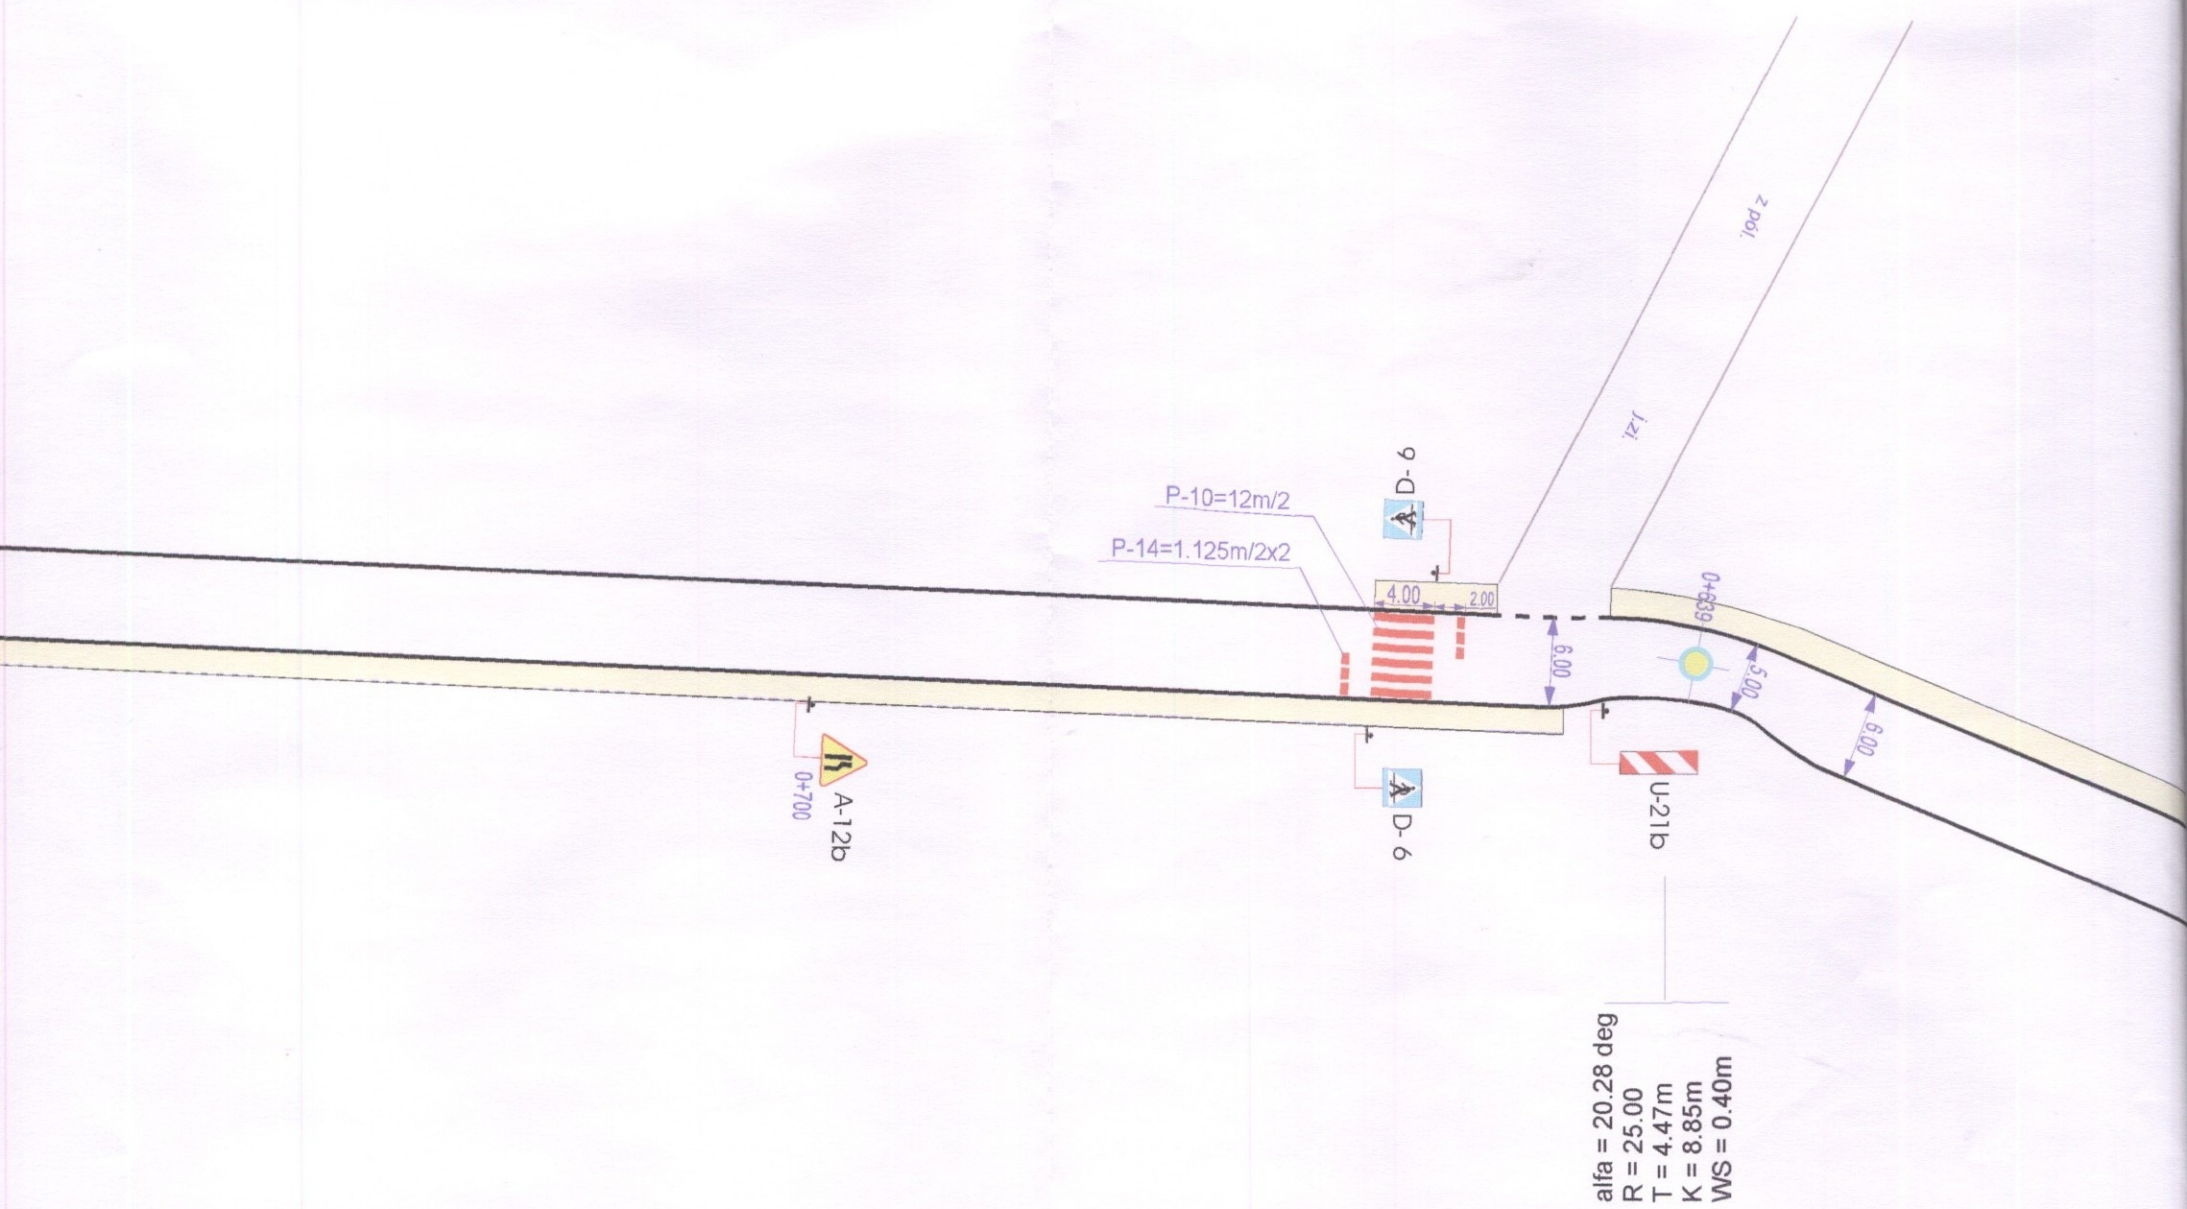 z pól.
j.zi.
D- 6
P-10=12m/2
P-14=1.125m/2x2
4.00
2.00
0+639
6.00
5.00
6.00
A-12b
0+700
D- 6
U-21b
alfa = 20.28 deg
R = 25.00
T = 4.47m
K = 8.85m
WS = 0.40m